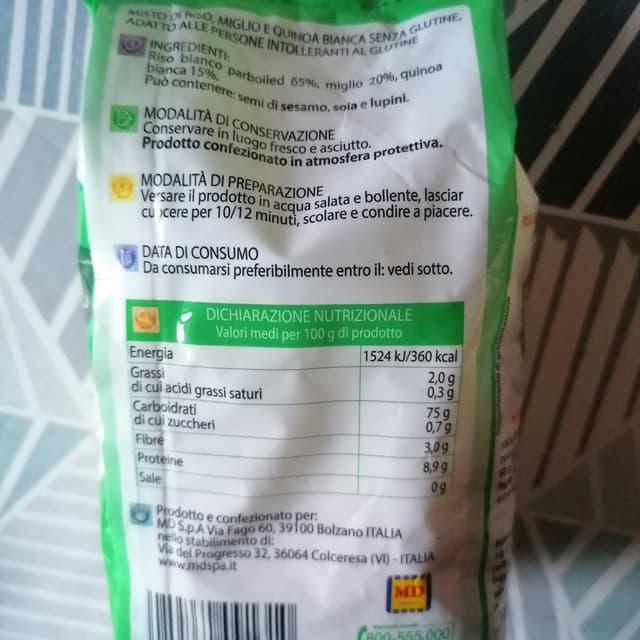 MISTO DI RISO, MIGLIO E QUINOA BIANCA SENZA GLUTINE,
ADATTO ALLE PERSONE INTOLLERANTI AL GLUTINE
INGREDIENTI:
Riso bianco parboiled 65%, miglio 20%, quinoa
bianca 15%.
Può contenere: semi di sesamo, soia e lupini.
MODALITÀ DI CONSERVAZIONE
Conservare in luogo fresco e asciutto.
Prodotto confezionato in atmosfera protettiva.
MODALITÀ DI PREPARAZIONE
Versare il prodotto in acqua salata e bollente, lasciar
cuocere per 10/12 minuti, scolare e condire a piacere.
DATA DI CONSUMO
Da consumarsi preferibilmente entro il: vedi sotto.
DICHIARAZIONE NUTRIZIONALE
Valori medi per 100 g di prodotto
Energia 1524 kJ/360 kcal
Grassi 2,0 g
di cui acidi grassi saturi 0,3 g
Carboidrati 75 g
di cui zuccheri 0,7 g
Fibre 3,0 g
Proteine 8,9 g
Sale 0 g
Prodotto e confezionato per:
MD S.p.A Via Fago 60, 39100 Bolzano ITALIA
nello stabilimento di:
Via del Progresso 32, 36064 Colceresa (VI) - ITALIA
www.mdspa.it
MD
800-555.000